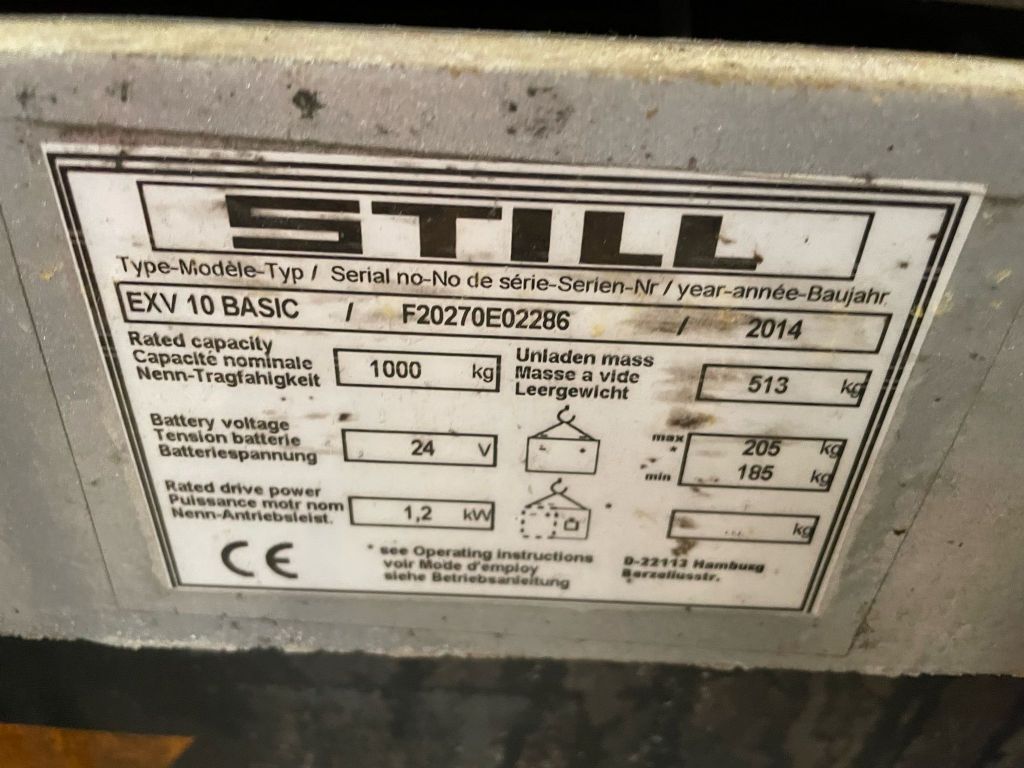 STILL
Type-Modèle-Typ / Serial no-No de série-Serien-Nr / year-année-Baujahr
EXV 10 BASIC / F20270E02286 / 2014
Rated capacity
Capacité nominale
Nenn-Tragfähigkeit
1000 kg
Unladen mass
Masse a vide
Leergewicht
513 kg
Battery voltage
Tension batterie
Batteriespannung
24 V
max 205 kg
* min 185 kg
Rated drive power
Puissance motr nom
Nenn-Antriebsleist.
1,2 kW
* ... kg
CE
* see Operating instructions
voir Mode d'employ
siehe Betriebsanleitung
D-22113 Hamburg
Berzeliusstr.